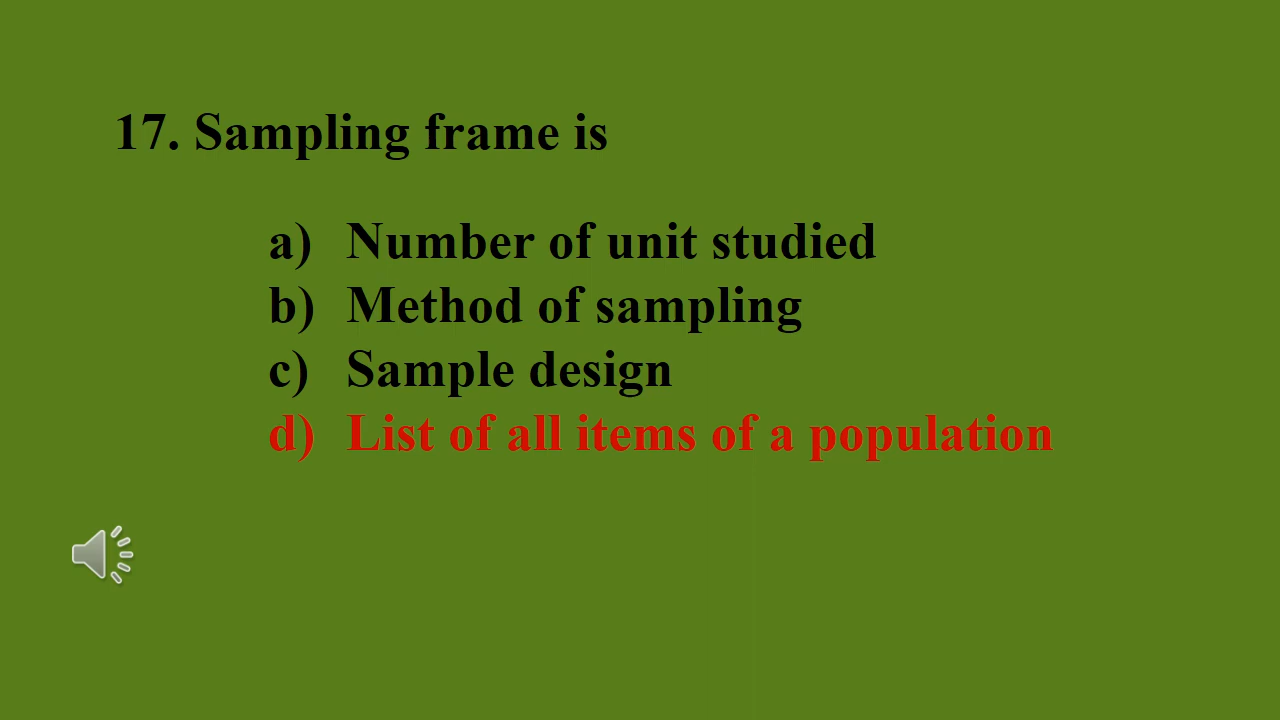 17. Sampling frame is
a) Number of unit studied
b) Method of sampling
c) Sample design
d) List of all items of a population